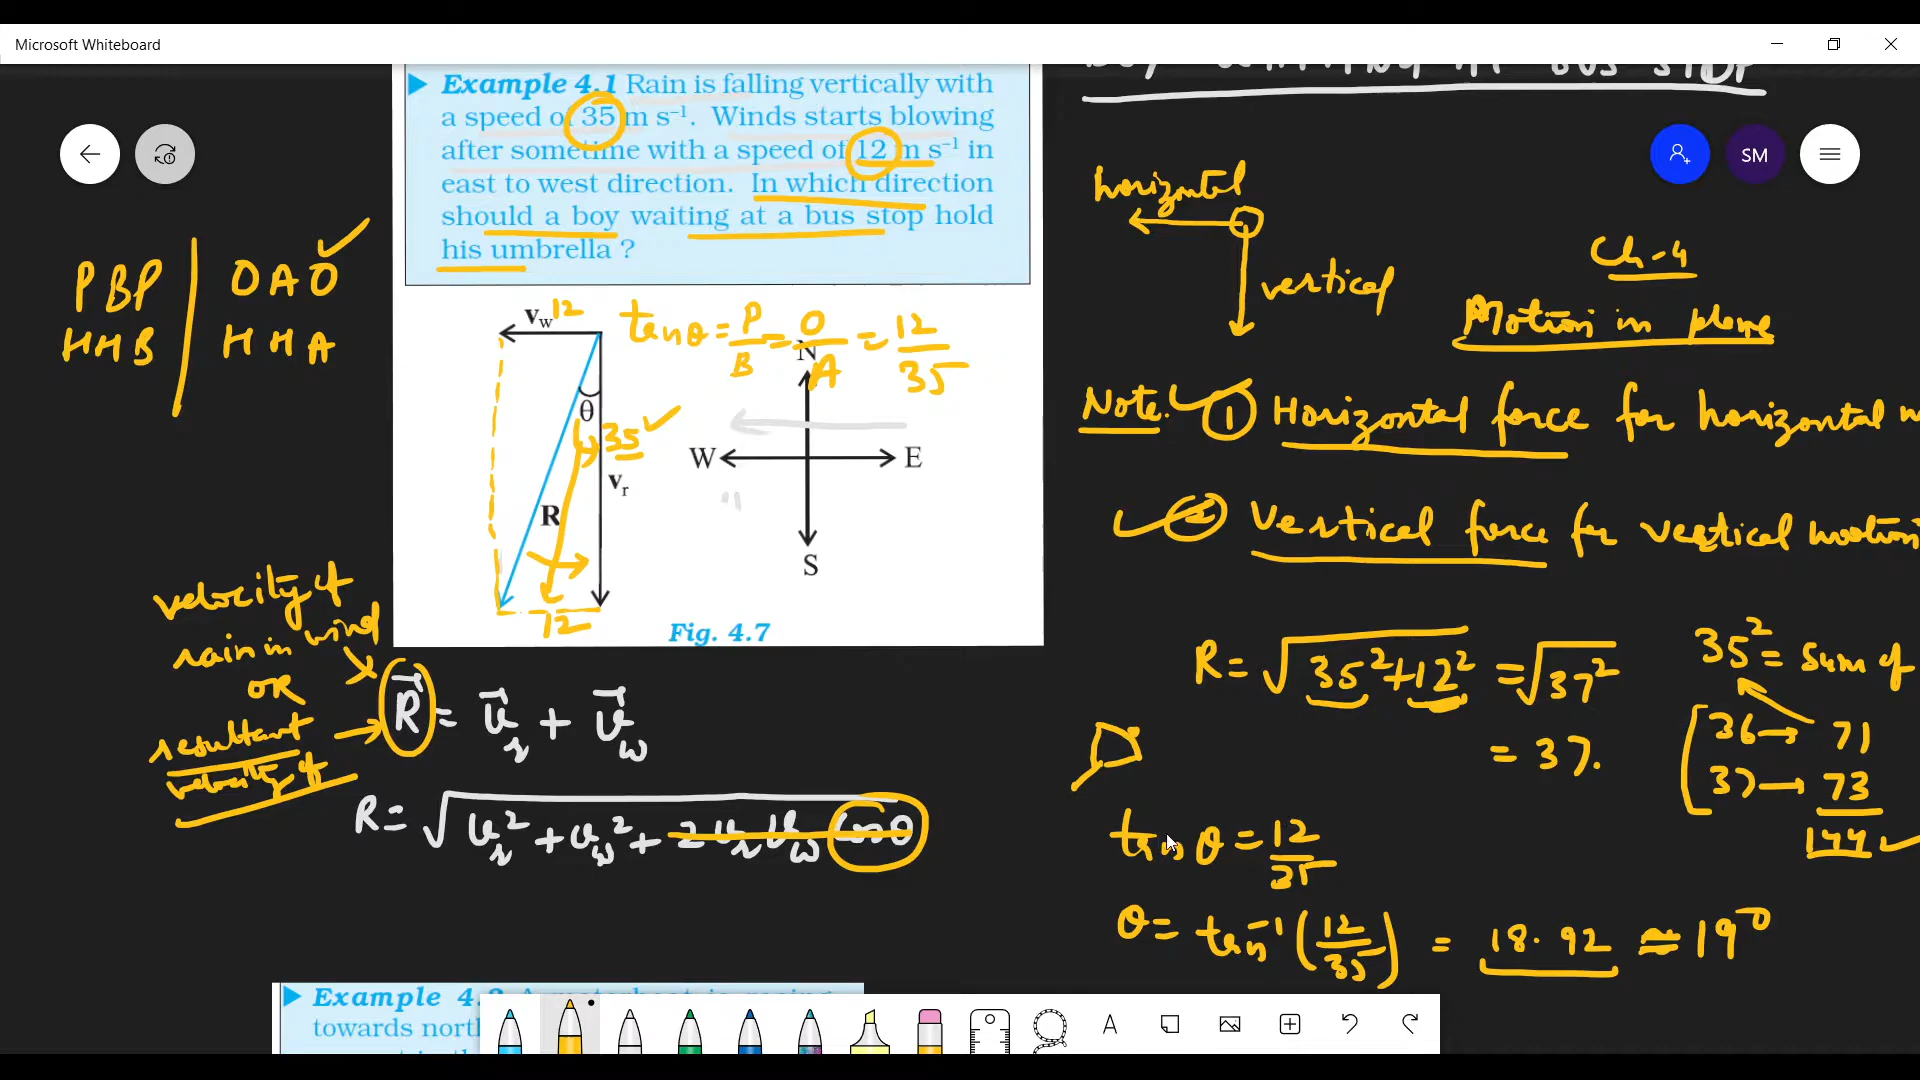 Microsoft Whiteboard
Example 4.1 Rain is falling vertically with
a speed of 35 m s⁻¹. Winds starts blowing
after sometime with a speed of 12 m s⁻¹ in
east to west direction. In which direction
should a boy waiting at a bus stop hold
his umbrella ?
SM
PBP | OAO
HHB | HHA
v_w 12
tanθ = P/B = O/A = 12/35
θ
35
v_r
R
12
N
W E
S
Fig. 4.7
horizontal
vertical
Ch-4
Motion in plane
Note. ① Horizontal force for horizontal
② Vertical force for vertical motion
velocity of
rain in wind
OR
resultant
velocity of
R⃗ = v⃗_r + v⃗_w
R = √(v_r² + v_w² + 2 v_r v_w cos θ)
R = √(35² + 12²) = √37²
= 37.
35² = Sum of
36 → 71
37 → 73
144
tan θ = 12/35
θ = tan⁻¹(12/35) = 18.92 ≅ 19°
Example 4.
towards nort
A